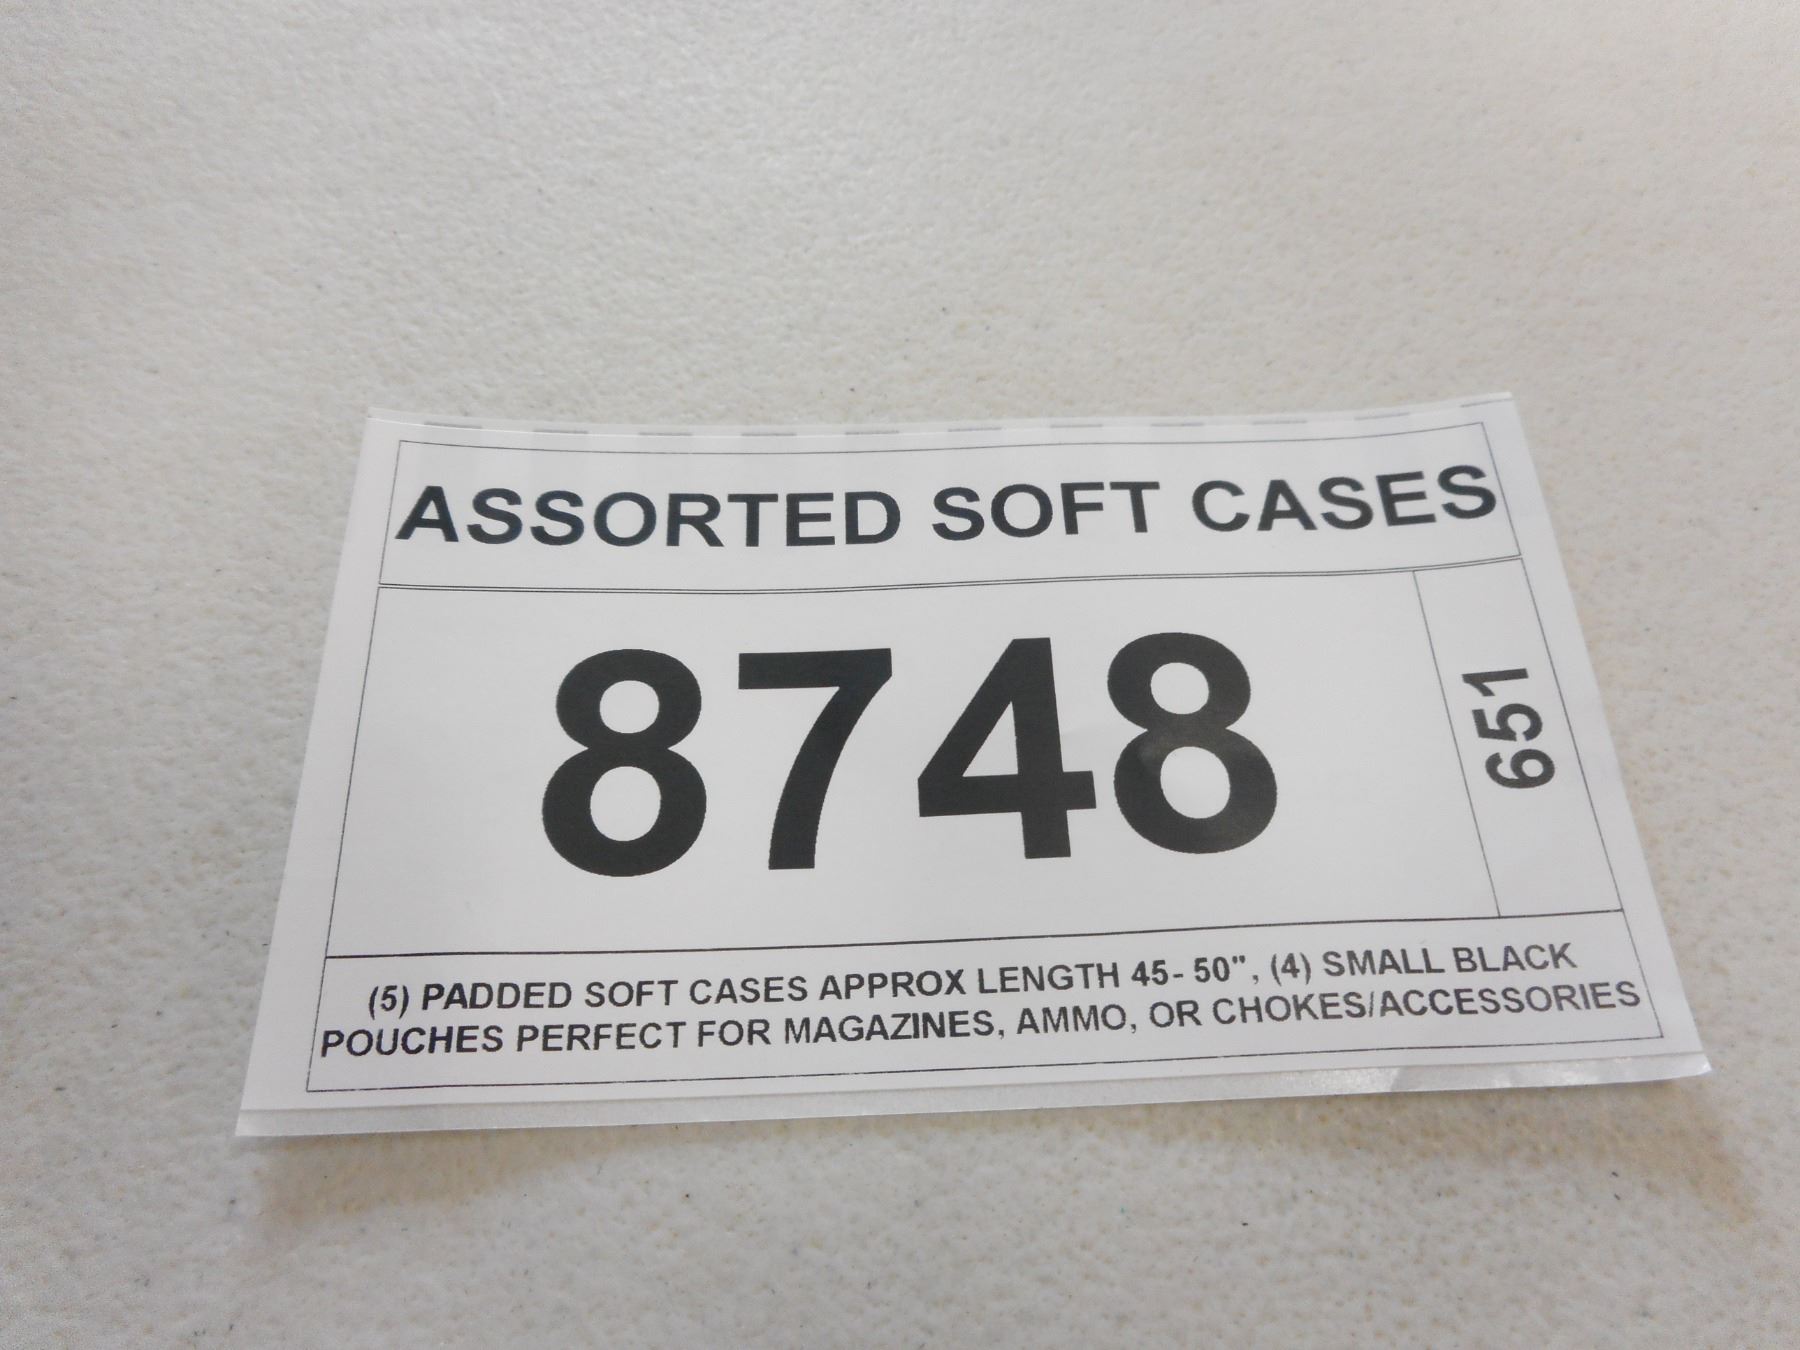 ASSORTED SOFT CASES
8748
651
(5) PADDED SOFT CASES APPROX LENGTH 45- 50", (4) SMALL BLACK
POUCHES PERFECT FOR MAGAZINES, AMMO, OR CHOKES/ACCESSORIES